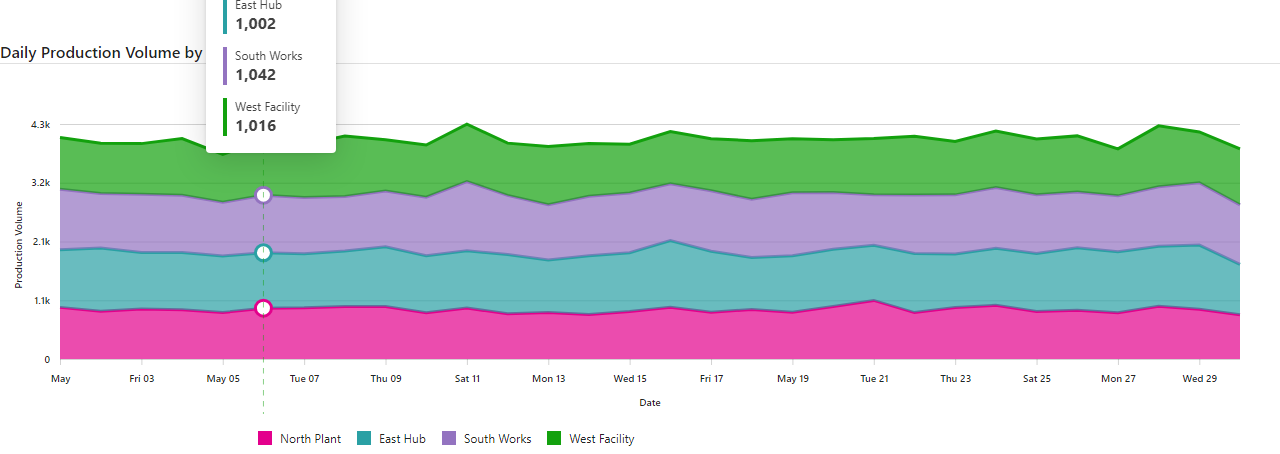 East Hub
1,002
South Works
1,042
West Facility
1,016
Daily Production Volume by
4.3k
3.2k
2.1k
1.1k
0
Production Volume
May
Fri 03
May 05
Tue 07
Thu 09
Sat 11
Mon 13
Wed 15
Fri 17
May 19
Tue 21
Thu 23
Sat 25
Mon 27
Wed 29
Date
North Plant
East Hub
South Works
West Facility